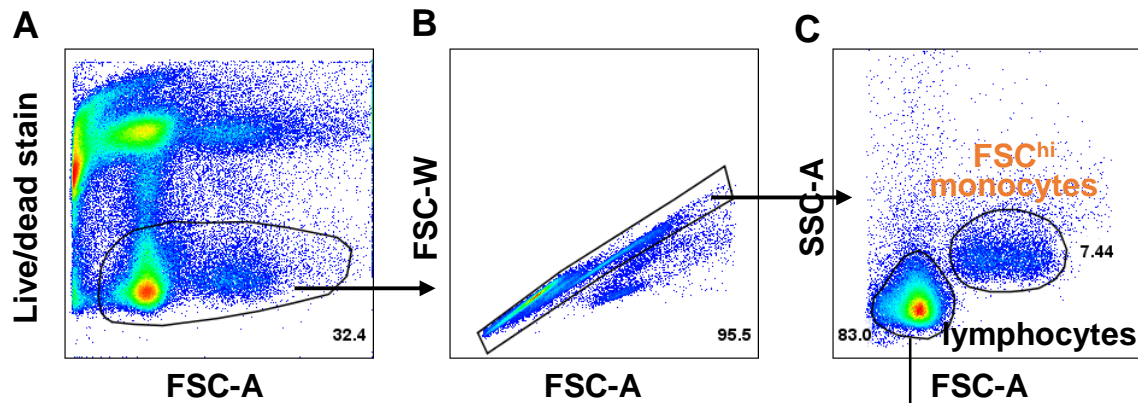 A
Live/dead stain
32.4
FSC-A
B
FSC-W
95.5
FSC-A
C
SSC-A
FSChi
monocytes
7.44
83.0
lymphocytes
FSC-A